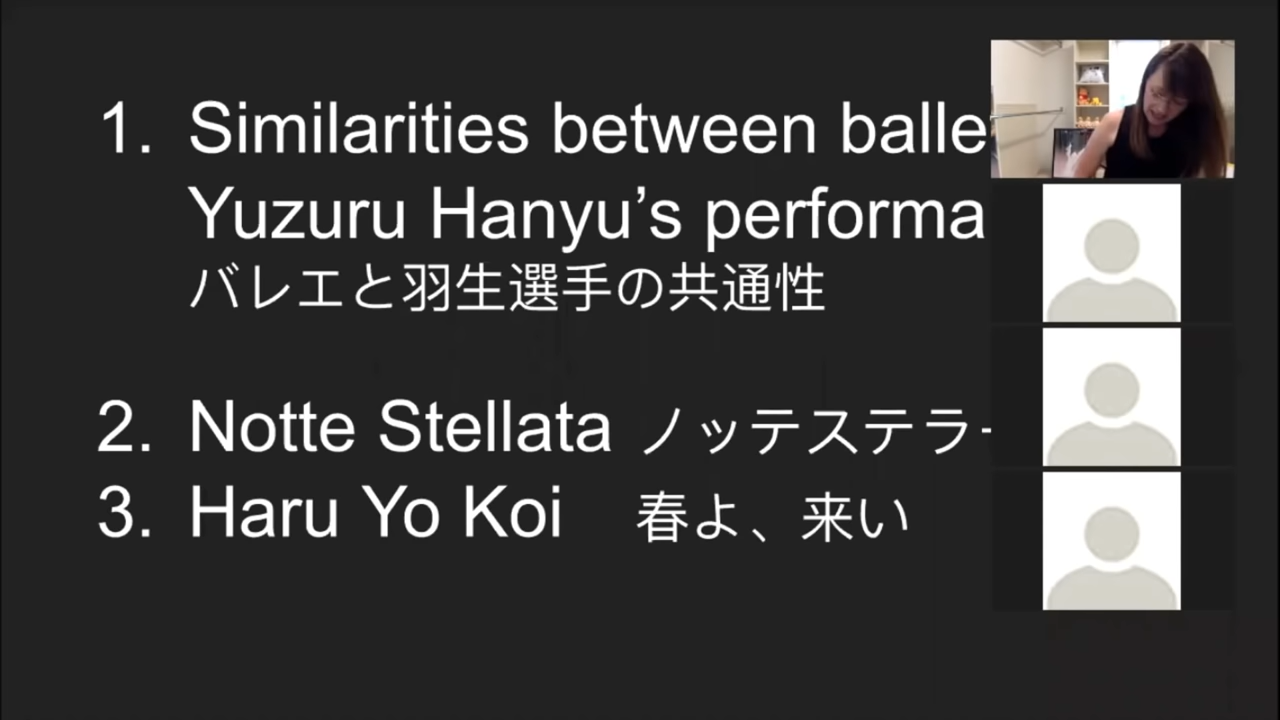 1. Similarities between balle
Yuzuru Hanyu’s performa
バレエと羽生選手の共通性
2. Notte Stellata ノッテステラ
3. Haru Yo Koi 春よ、来い